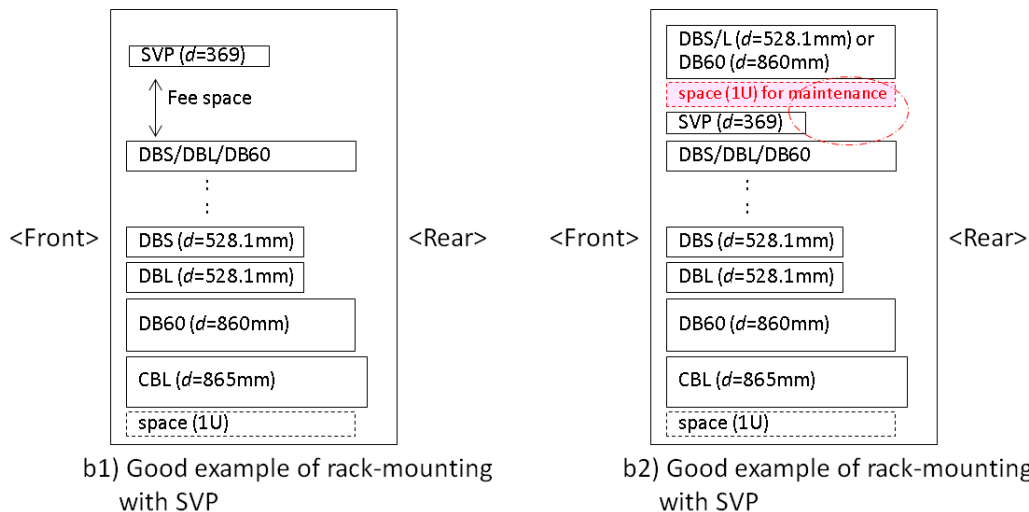 SVP (d=369)
Fee space
DBS/DBL/DB60
:
:
<Front>
<Rear>
DBS (d=528.1mm)
DBL (d=528.1mm)
DB60 (d=860mm)
CBL (d=865mm)
space (1U)
b1) Good example of rack-mounting
with SVP
DBS/L (d=528.1mm) or
DB60 (d=860mm)
space (1U) for maintenance
SVP (d=369)
DBS/DBL/DB60
:
:
<Front>
<Rear>
DBS (d=528.1mm)
DBL (d=528.1mm)
DB60 (d=860mm)
CBL (d=865mm)
space (1U)
b2) Good example of rack-mounting
with SVP